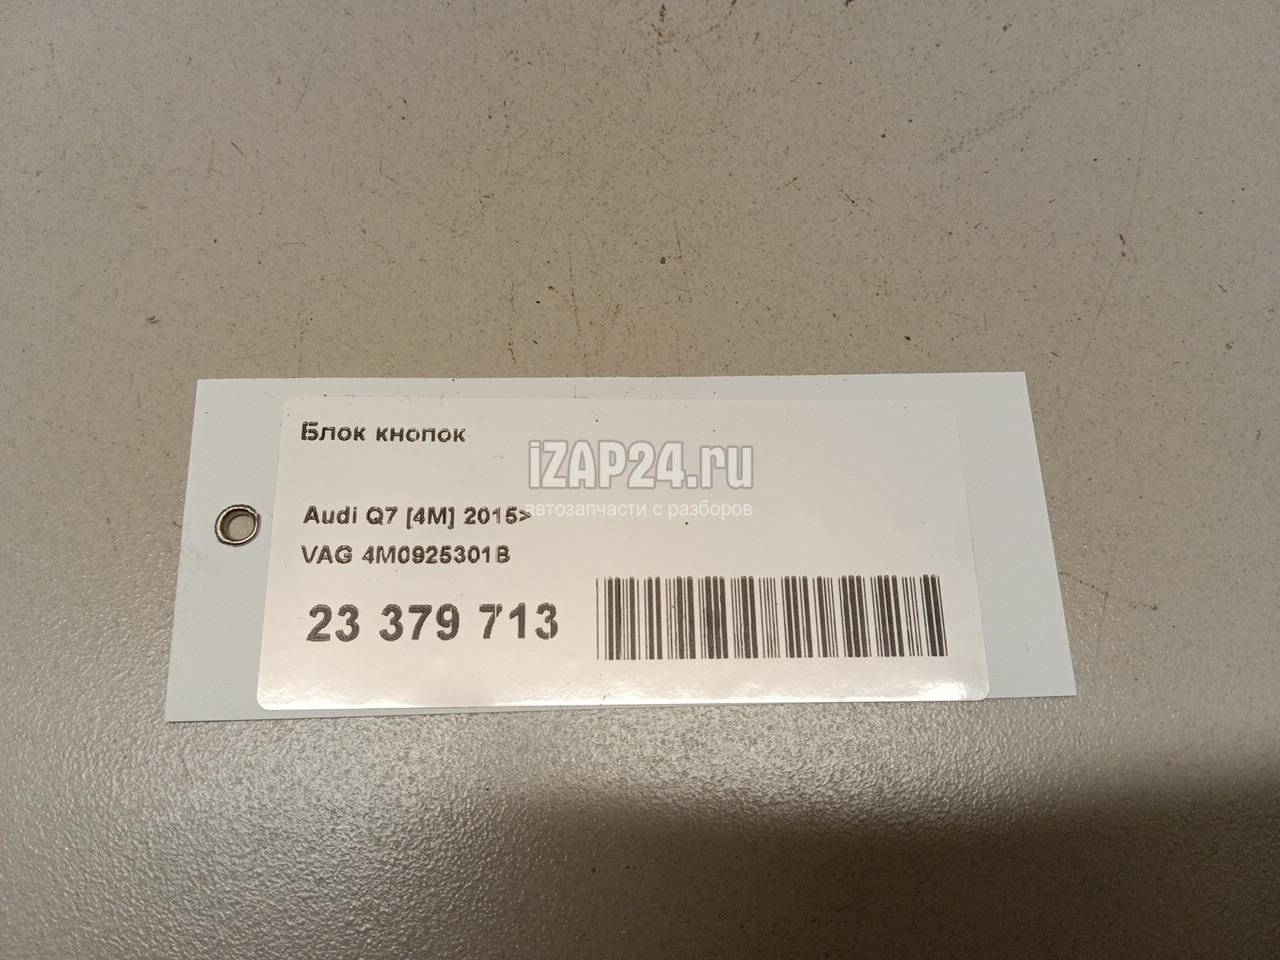 Блок кнопок
iZAP24.ru
автозапчасти с разборов
Audi Q7 [4M] 2015>
VAG 4M0925301B
23 379 713